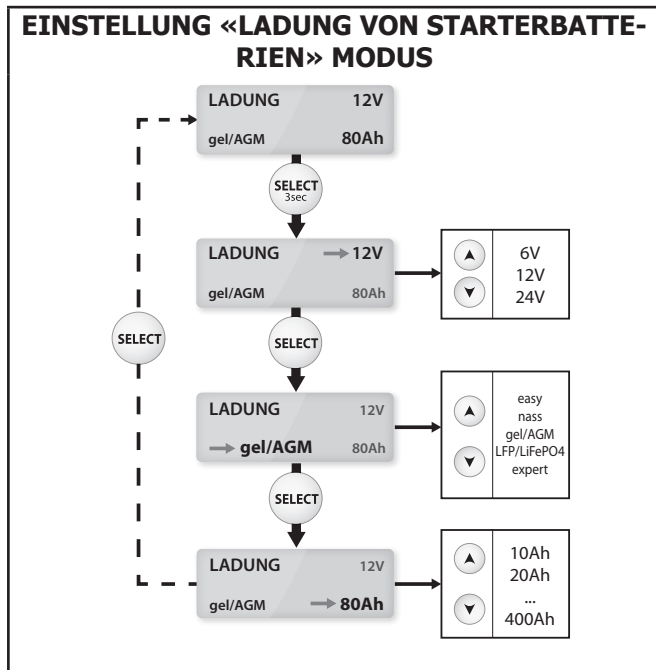 EINSTELLUNG «LADUNG VON STARTERBATTE-
RIEN» MODUS
LADUNG 12V
gel/AGM 80Ah
SELECT
3sec
LADUNG 12V
gel/AGM 80Ah
6V
12V
24V
SELECT
SELECT
LADUNG 12V
gel/AGM 80Ah
easy
nass
gel/AGM
LFP/LiFePO4
expert
SELECT
LADUNG 12V
gel/AGM 80Ah
10Ah
20Ah
...
400Ah